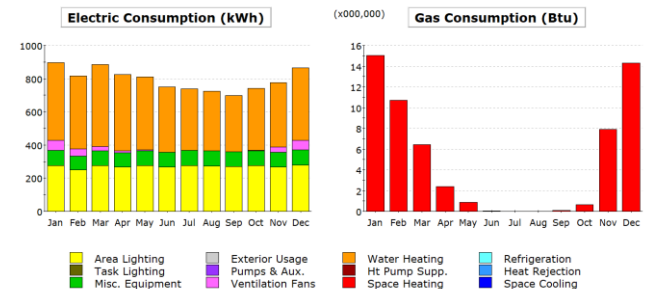 Electric Consumption (kWh)
(x000,000)
Gas Consumption (Btu)
1000
800
600
400
200
0
Jan Feb Mar Apr May Jun Jul Aug Sep Oct Nov Dec
16
14
12
10
8
6
4
2
0
Jan Feb Mar Apr May Jun Jul Aug Sep Oct Nov Dec
Area Lighting
Task Lighting
Misc. Equipment
Exterior Usage
Pumps & Aux.
Ventilation Fans
Water Heating
Ht Pump Supp.
Space Heating
Refrigeration
Heat Rejection
Space Cooling